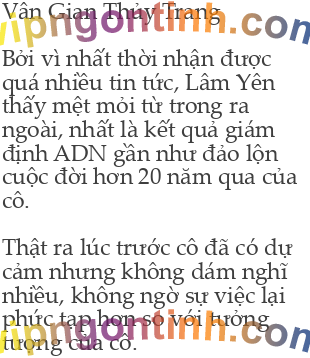 Vân Gian Thủy Trang
vipngontinh.com
Bởi vì nhất thời nhận được
quá nhiều tin tức, Lâm Yên
thấy mệt mỏi từ trong ra
ngoài, nhất là kết quả giám
định ADN gần như đảo lộn
cuộc đời hơn 20 năm qua của
cô.
Thật ra lúc trước cô đã có dự
cảm nhưng không dám nghĩ
nhiều, không ngờ sự việc lại
phức tạp hơn so với tưởng
vipngontinh.com
tượng của cô.